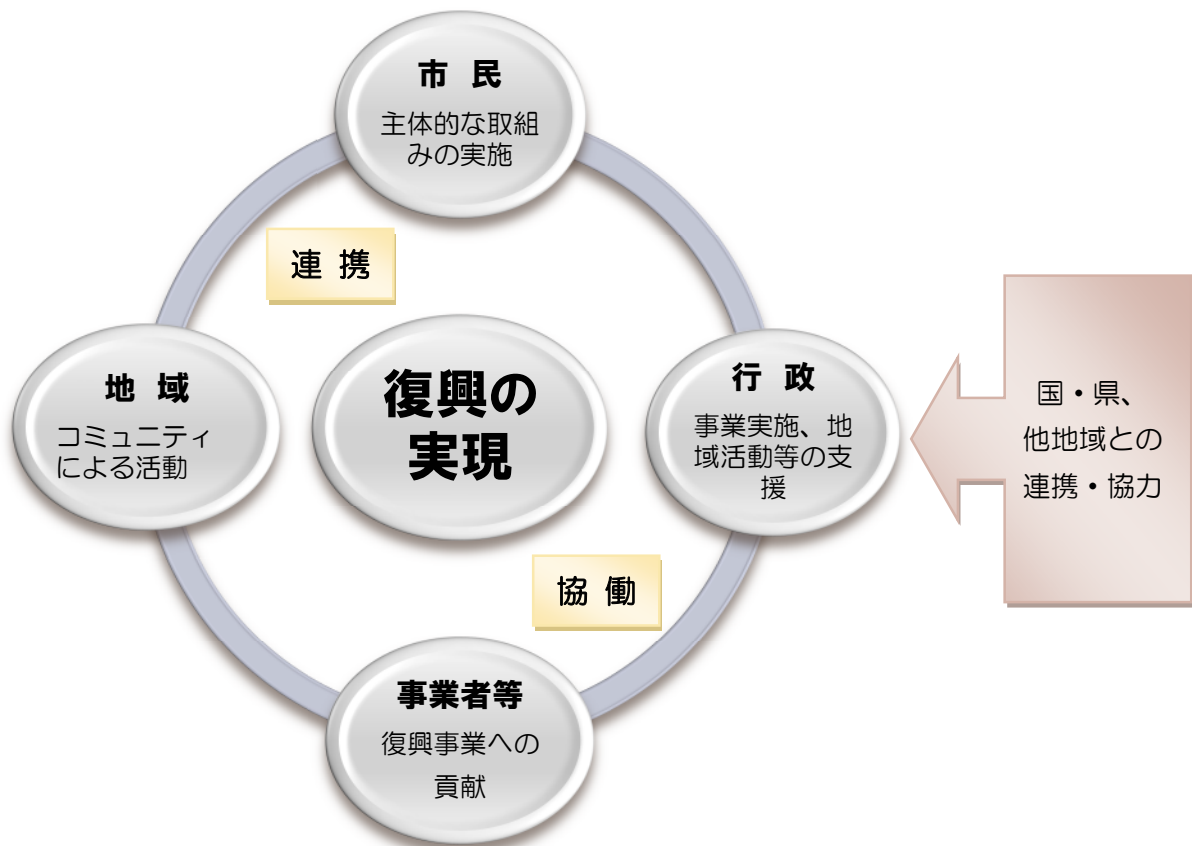 市 民
主体的な取組
みの実施
連 携
地 域
コミュニティ
による活動
復興の
実現
行 政
事業実施、地
域活動等の支
援
国・県、
他地域との
連携・協力
協 働
事業者等
復興事業への
貢献